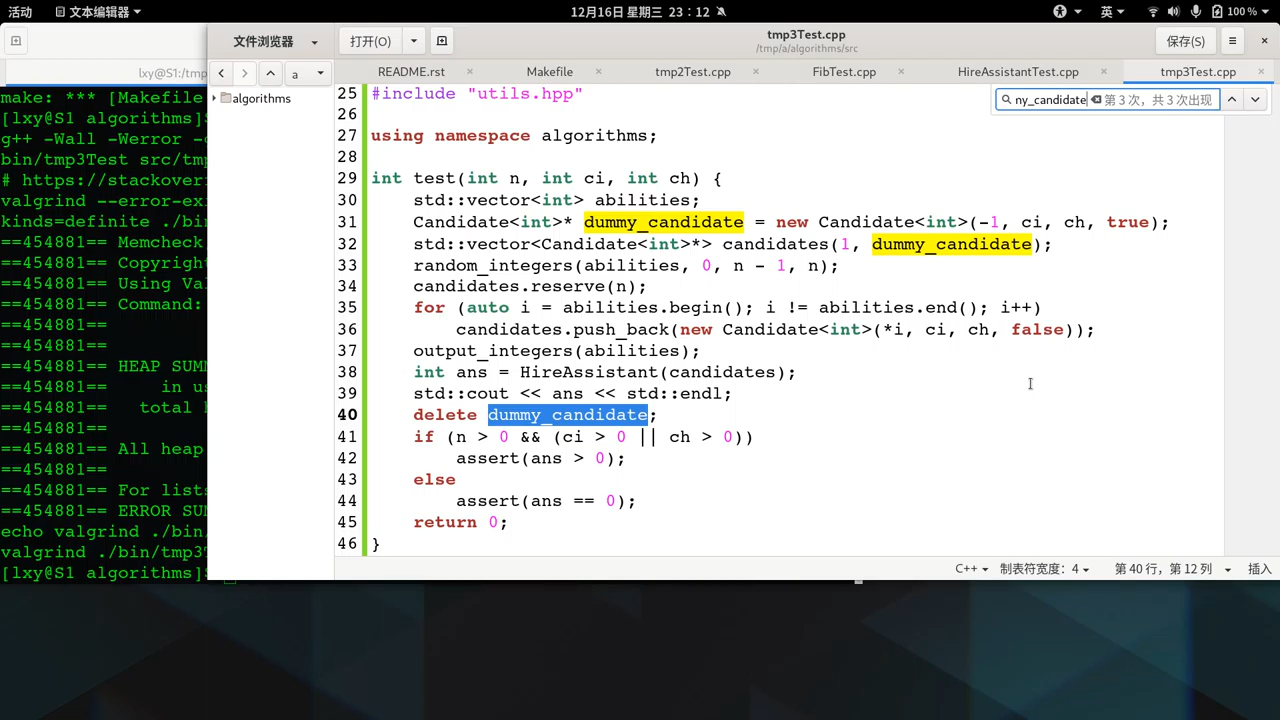 活动 文本编辑器 12月16日 星期三 23：12 英 100 %
文件浏览器 打开(O) tmp3Test.cpp 保存(S)
/tmp/a/algorithms/src
lxy@S1:/tmp
a README.rst Makefile tmp2Test.cpp FibTest.cpp HireAssistantTest.cpp tmp3Test.cpp
algorithms
ny_candidate 第 3 次，共 3 次出现
make: *** [Makefile
[lxy@S1 algorithms]$
g++ -Wall -Werror
bin/tmp3Test src/tm
# https://stackover
valgrind --error-exi
kinds=definite ./bin
==454881== Memcheck
==454881== Copyright
==454881== Using Val
==454881== Command:
==454881==
==454881==
==454881== HEAP SUMM
==454881== in us
==454881== total h
==454881==
==454881== All heap
==454881==
==454881== For lists
==454881== ERROR SUM
echo valgrind ./bin/
valgrind ./bin/tmp3T
[lxy@S1 algorithms]$
25 #include "utils.hpp"
26
27 using namespace algorithms;
28
29 int test(int n, int ci, int ch) {
30 std::vector<int> abilities;
31 Candidate<int>* dummy_candidate = new Candidate<int>(-1, ci, ch, true);
32 std::vector<Candidate<int>*> candidates(1, dummy_candidate);
33 random_integers(abilities, 0, n - 1, n);
34 candidates.reserve(n);
35 for (auto i = abilities.begin(); i != abilities.end(); i++)
36 candidates.push_back(new Candidate<int>(*i, ci, ch, false));
37 output_integers(abilities);
38 int ans = HireAssistant(candidates);
39 std::cout << ans << std::endl;
40 delete dummy_candidate;
41 if (n > 0 && (ci > 0 || ch > 0))
42 assert(ans > 0);
43 else
44 assert(ans == 0);
45 return 0;
46 }
C++ 制表符宽度：4 第 40 行，第 12 列 插入